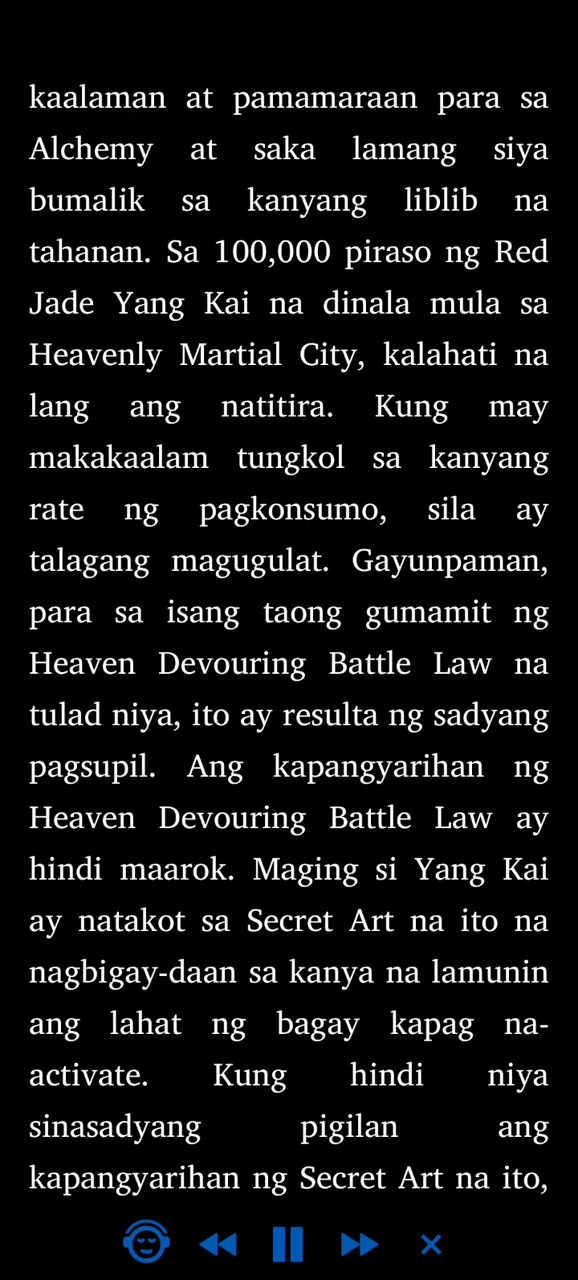 kaalaman at pamamaraan para sa
Alchemy at saka lamang siya
bumalik sa kanyang liblib na
tahanan. Sa 100,000 piraso ng Red
Jade Yang Kai na dinala mula sa
Heavenly Martial City, kalahati na
lang ang natitira. Kung may
makakaalam tungkol sa kanyang
rate ng pagkonsumo, sila ay
talagang magugulat. Gayunpaman,
para sa isang taong gumamit ng
Heaven Devouring Battle Law na
tulad niya, ito ay resulta ng sadyang
pagsupil. Ang kapangyarihan ng
Heaven Devouring Battle Law ay
hindi maarok. Maging si Yang Kai
ay natakot sa Secret Art na ito na
nagbigay-daan sa kanya na lamunin
ang lahat ng bagay kapag na-
activate. Kung hindi niya
sinasadyang pigilan ang
kapangyarihan ng Secret Art na ito,